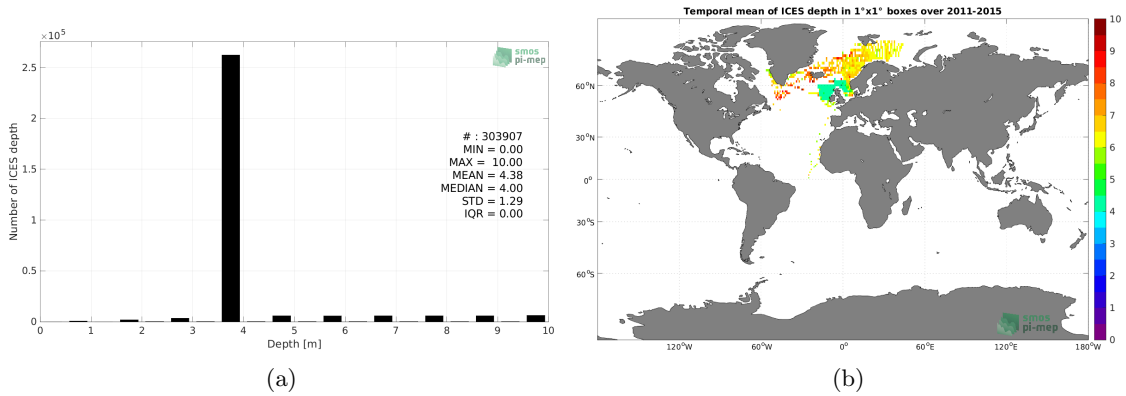 ×10⁵
smos
pi-mep
2.5
2
1.5
1
0.5
0
Number of ICES depth
# : 303907
MIN = 0.00
MAX = 10.00
MEAN = 4.38
MEDIAN = 4.00
STD = 1.29
IQR = 0.00
0 1 2 3 4 5 6 7 8 9 10
Depth [m]
(a)
Temporal mean of ICES depth in 1°x1° boxes over 2011-2015
60°N
30°N
0°
30°S
60°S
120°W 60°W 0° 60°E 120°E 180°W
smos
pi-mep
10
9
8
7
6
5
4
3
2
1
0
(b)